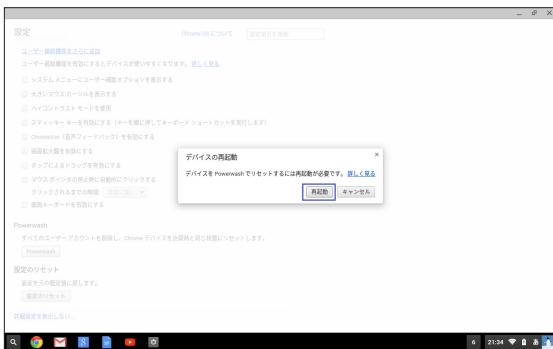 設定
Chrome OS について
設定項目を検索
ユーザー補助機能をさらに追加
ユーザー補助機能を有効にするとデバイスが使いやすくなります。 詳しく見る
システム メニューにユーザー補助オプションを表示する
大きいマウス カーソルを表示する
ハイコントラスト モードを使用
スティッキー キーを有効にする（キーを順に押してキーボード ショートカットを実行します）
ChromeVox（音声フィードバック）を有効にする
画面拡大鏡を有効にする
タップによるドラッグを有効にする
マウス ポインタの停止時に自動的にクリックする
クリックされるまでの時間
画面キーボードを有効にする
デバイスの再起動
デバイスを Powerwash でリセットするには再起動が必要です。 詳しく見る
再起動
キャンセル
Powerwash
すべてのユーザー アカウントを削除し、Chrome デバイスを出荷時と同じ状態にリセットします。
Powerwash
設定のリセット
設定を元の既定値に戻します。
設定のリセット
詳細設定を表示しない...
6 21:34 あ